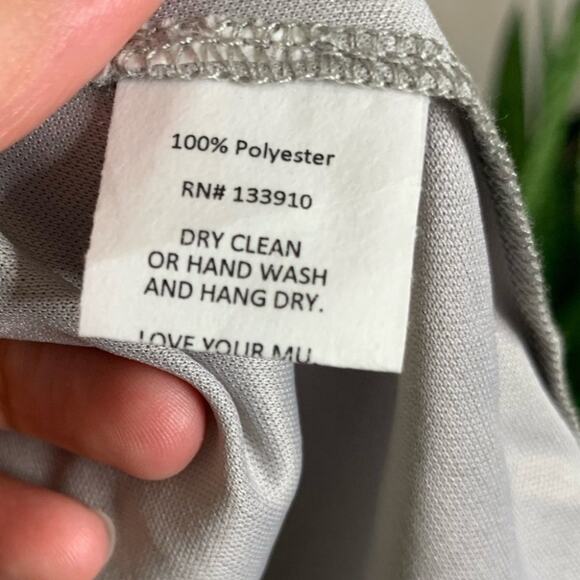 100% Polyester
RN# 133910
DRY CLEAN
OR HAND WASH
AND HANG DRY.
LOVE YOUR MU